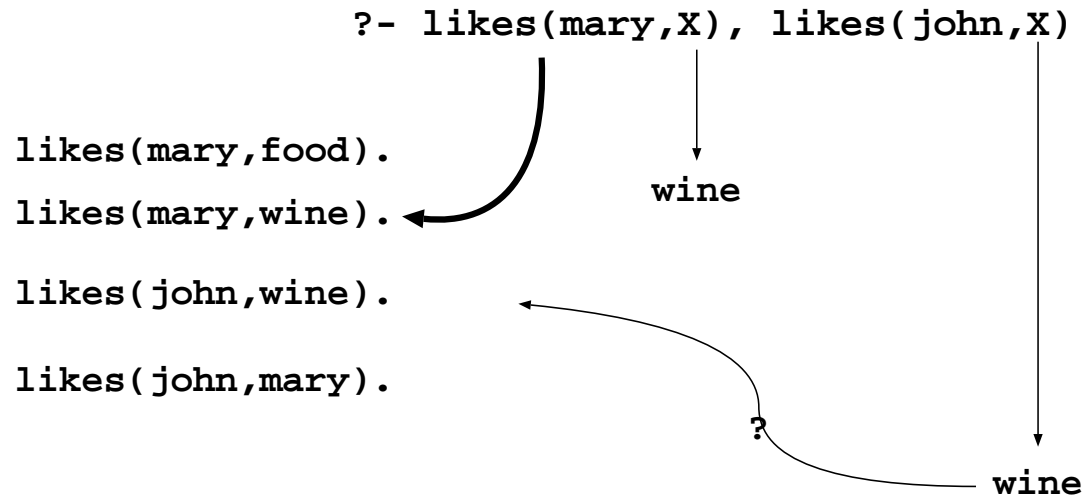 ?- likes(mary,X), likes(john,X)
likes(mary,food).
wine
likes(mary,wine).
likes(john,wine).
likes(john,mary).
?
wine